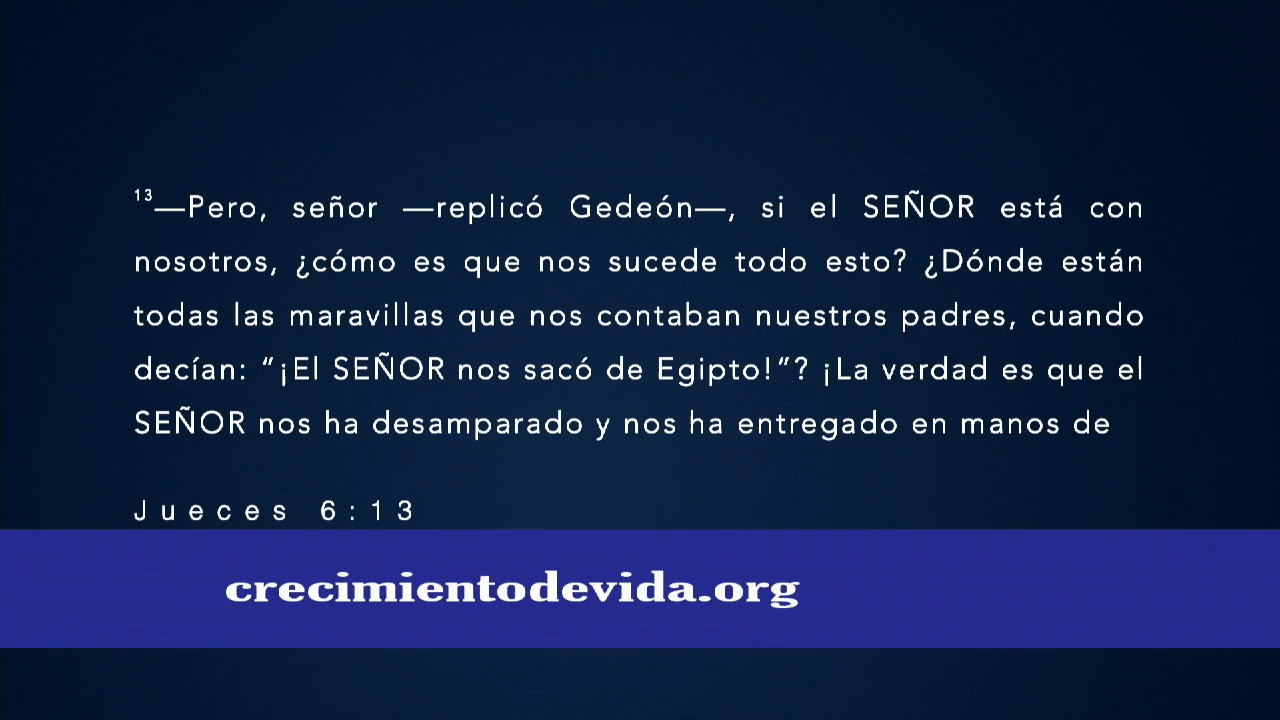 13—Pero, señor —replicó Gedeón—, si el SEÑOR está con
nosotros, ¿cómo es que nos sucede todo esto? ¿Dónde están
todas las maravillas que nos contaban nuestros padres, cuando
decían: “¡El SEÑOR nos sacó de Egipto!”? ¡La verdad es que el
SEÑOR nos ha desamparado y nos ha entregado en manos de
Jueces 6:13
crecimientodevida.org